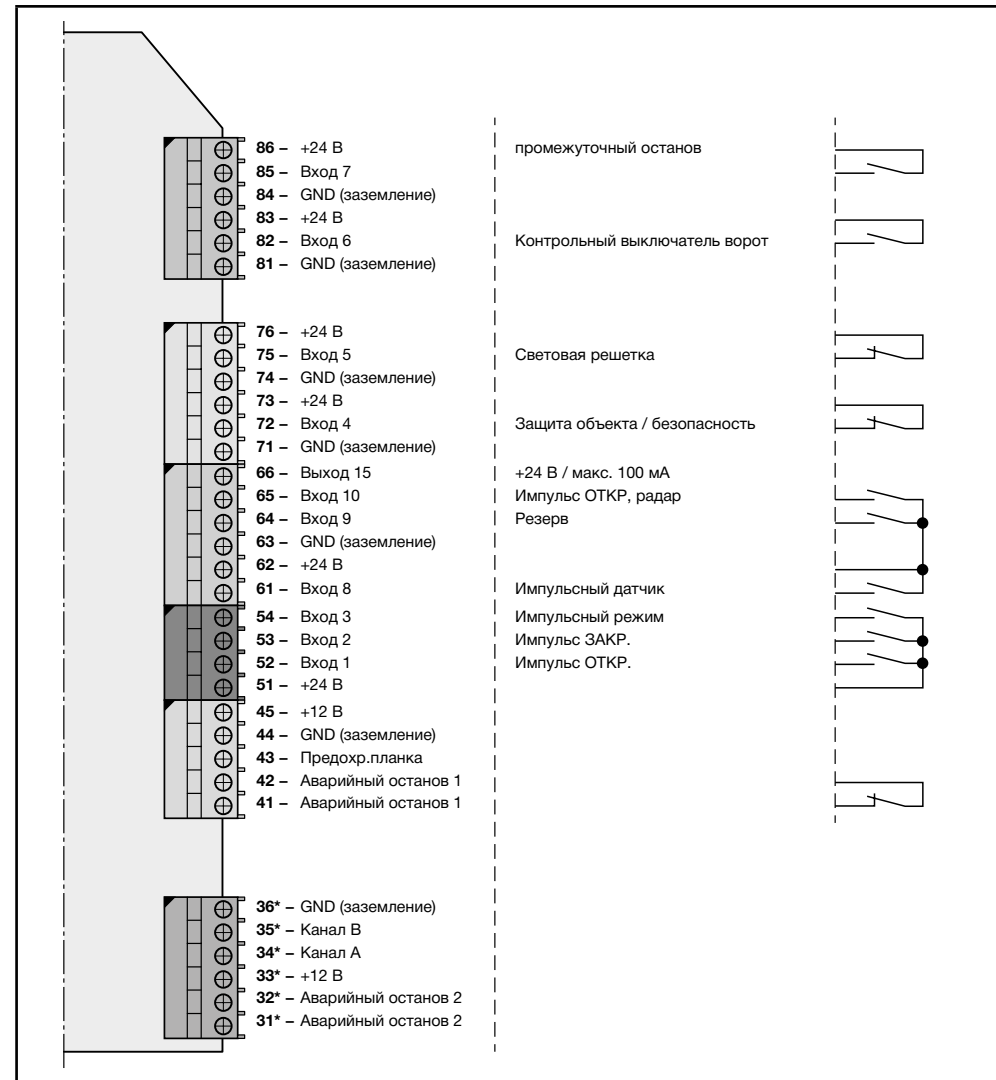 86 – +24 В промежуточный останов
85 – Вход 7
84 – GND (заземление)
83 – +24 В
82 – Вход 6 Контрольный выключатель ворот
81 – GND (заземление)
76 – +24 В
75 – Вход 5 Световая решетка
74 – GND (заземление)
73 – +24 В
72 – Вход 4 Защита объекта / безопасность
71 – GND (заземление)
66 – Выход 15 +24 В / макс. 100 мА
65 – Вход 10 Импульс ОТКР, радар
64 – Вход 9 Резерв
63 – GND (заземление)
62 – +24 В
61 – Вход 8 Импульсный датчик
54 – Вход 3 Импульсный режим
53 – Вход 2 Импульс ЗАКР.
52 – Вход 1 Импульс ОТКР.
51 – +24 В
45 – +12 В
44 – GND (заземление)
43 – Предохр.планка
42 – Аварийный останов 1
41 – Аварийный останов 1
36* – GND (заземление)
35* – Канал B
34* – Канал A
33* – +12 В
32* – Аварийный останов 2
31* – Аварийный останов 2